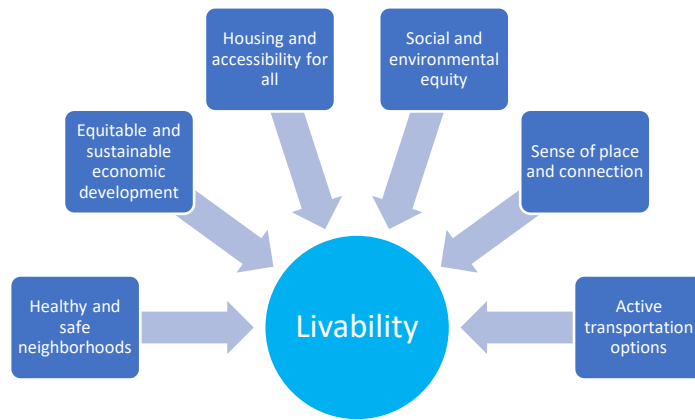 Housing and
accessibility for
all
Social and
environmental
equity
Equitable and
sustainable
economic
development
Sense of place
and connection
Healthy and
safe
neighborhoods
Livability
Active
transportation
options